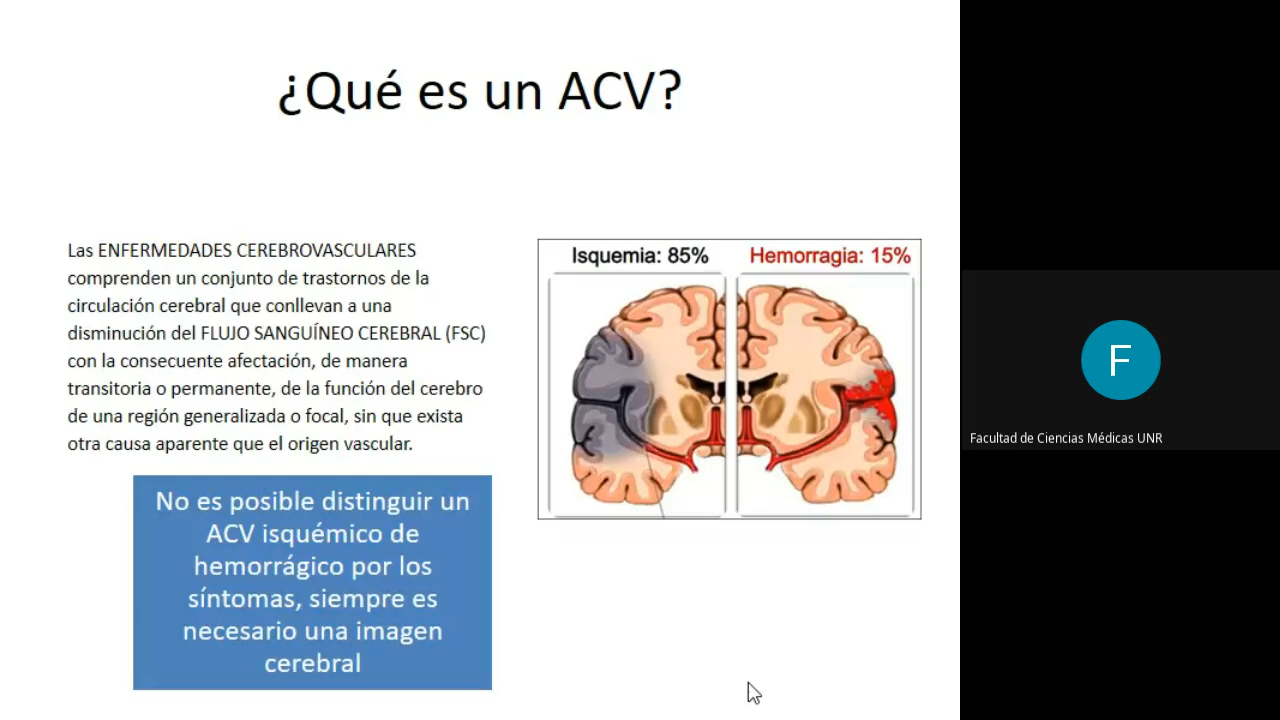 ¿Qué es un ACV?
Las ENFERMEDADES CEREBROVASCULARES
comprenden un conjunto de trastornos de la
circulación cerebral que conllevan a una
disminución del FLUJO SANGUÍNEO CEREBRAL (FSC)
con la consecuente afectación, de manera
transitoria o permanente, de la función del cerebro
de una región generalizada o focal, sin que exista
otra causa aparente que el origen vascular.
No es posible distinguir un
ACV isquémico de
hemorrágico por los
síntomas, siempre es
necesario una imagen
cerebral
Isquemia: 85%
Hemorragia: 15%
F
Facultad de Ciencias Médicas UNR